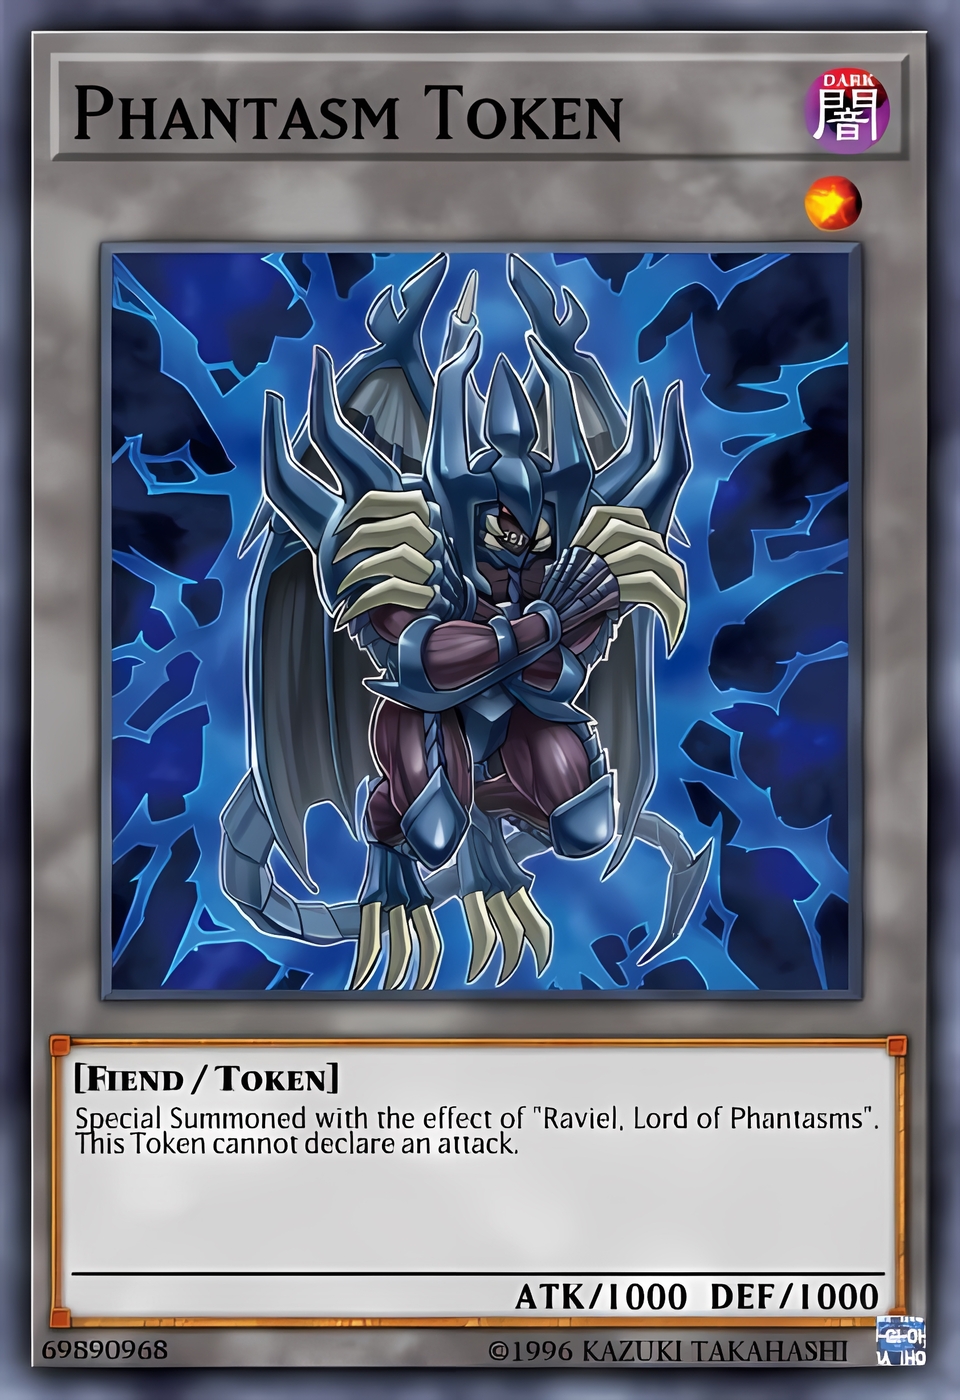 PHANTASM TOKEN
DARK
闇
[FIEND / TOKEN]
Special Summoned with the effect of "Raviel, Lord of Phantasms".
This Token cannot declare an attack.
ATK/1000 DEF/1000
69890968
©1996 KAZUKI TAKAHASHI